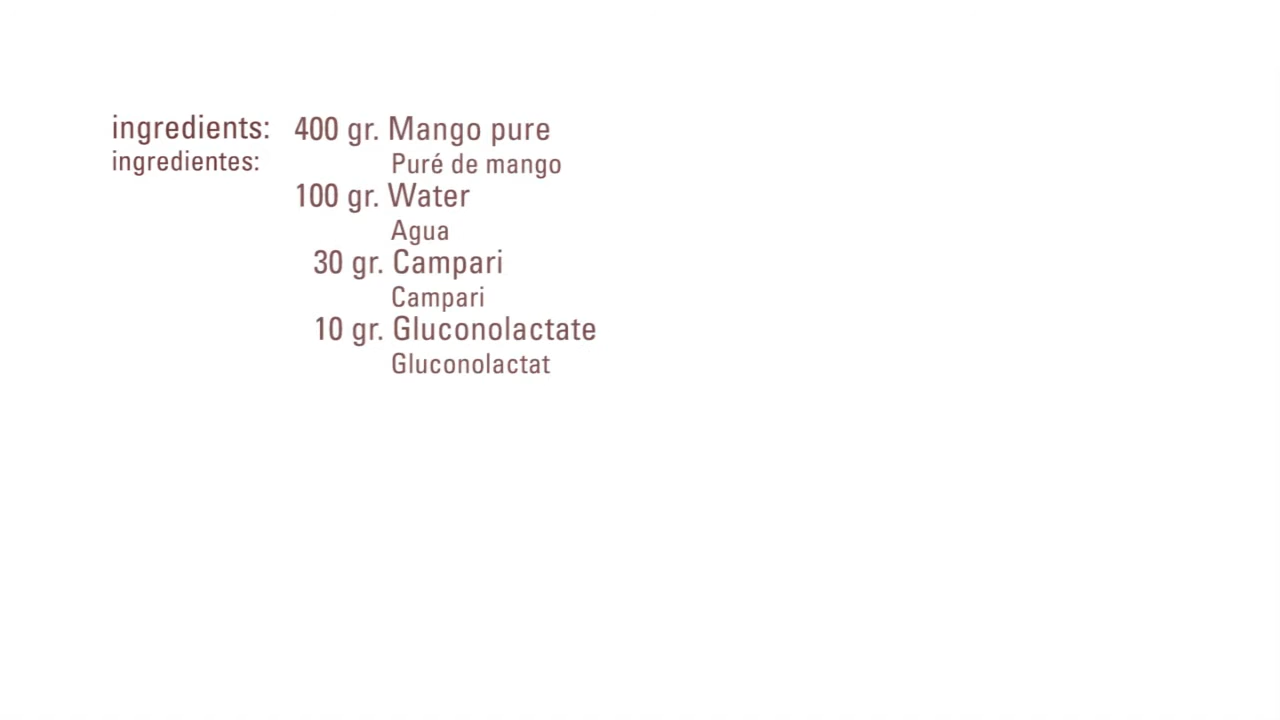 ingredients: 400 gr. Mango pure
ingredientes: Puré de mango
100 gr. Water
Agua
30 gr. Campari
Campari
10 gr. Gluconolactate
Gluconolactat